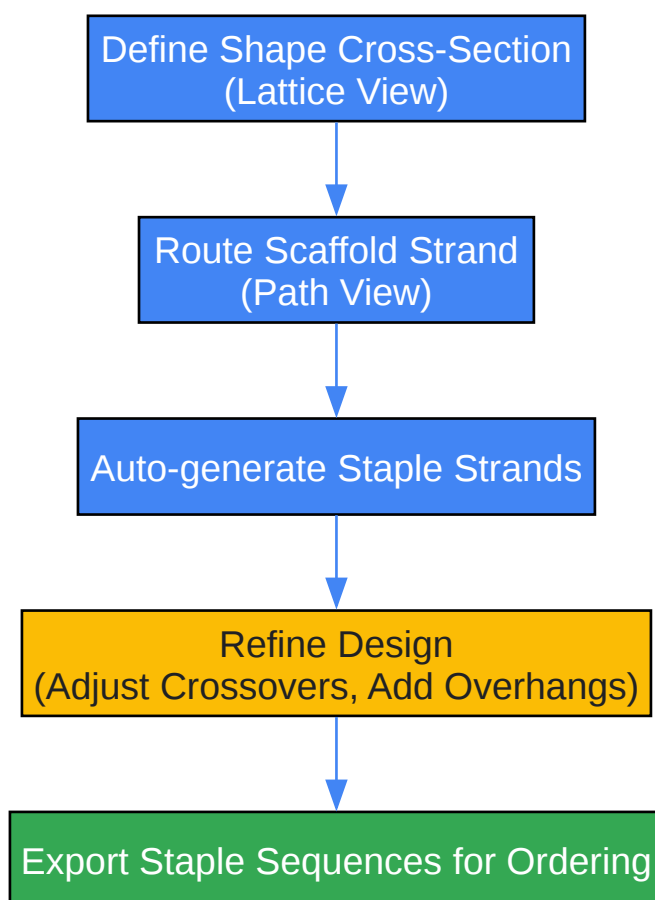 Define Shape Cross-Section
(Lattice View)
Route Scaffold Strand
(Path View)
Auto-generate Staple Strands
Refine Design
(Adjust Crossovers, Add Overhangs)
Export Staple Sequences for Ordering